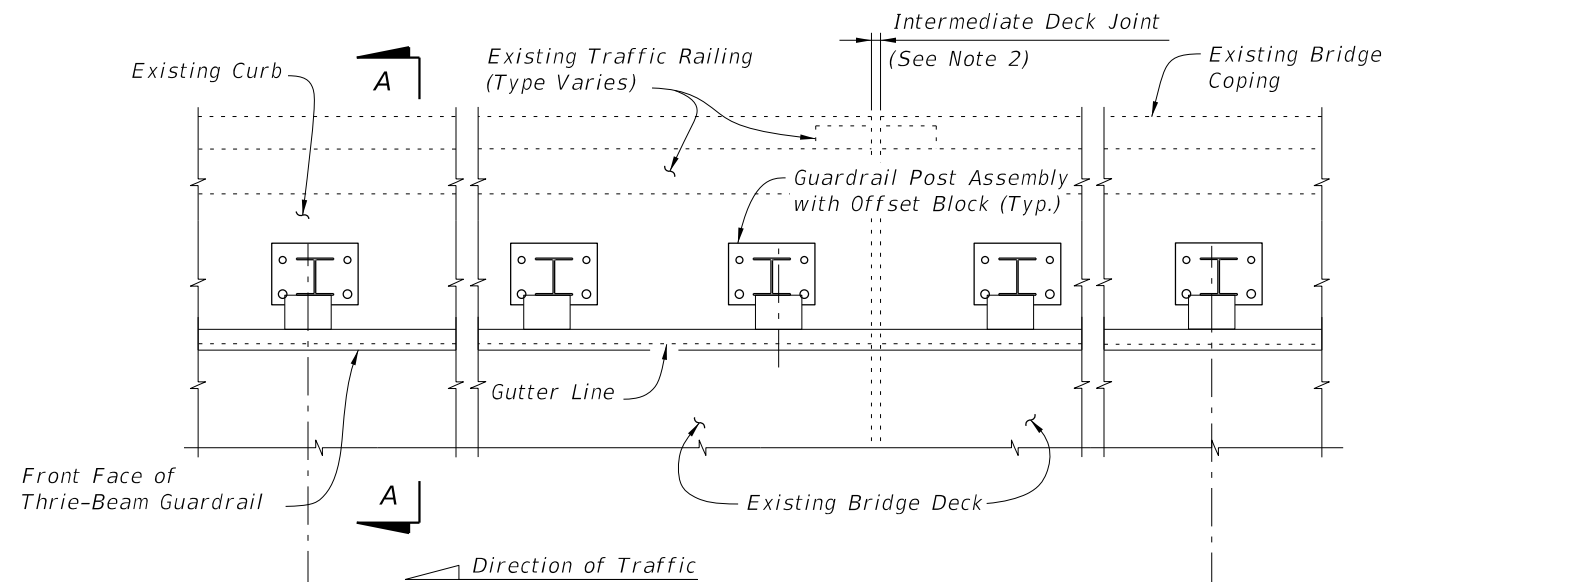 Intermediate Deck Joint
(See Note 2)
Existing Traffic Railing
(Type Varies)
Existing Bridge
Coping
Existing Curb
A
Guardrail Post Assembly
with Offset Block (Typ.)
Gutter Line
Front Face of
Thrie-Beam Guardrail
A
Existing Bridge Deck
Direction of Traffic